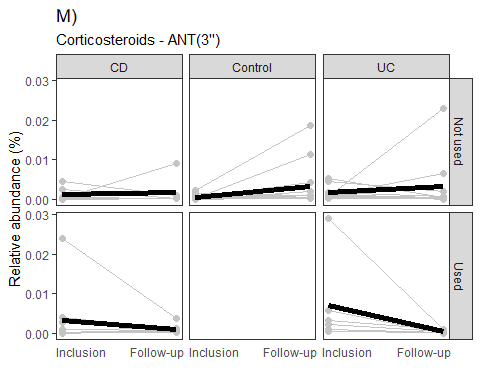 M)
Corticosteroids - ANT(3")
CD Control UC
Relative abundance (%)
0.03
0.02
0.01
0.00
Not used
0.03
0.02
0.01
0.00
Used
Inclusion Follow-up Inclusion Follow-up Inclusion Follow-up